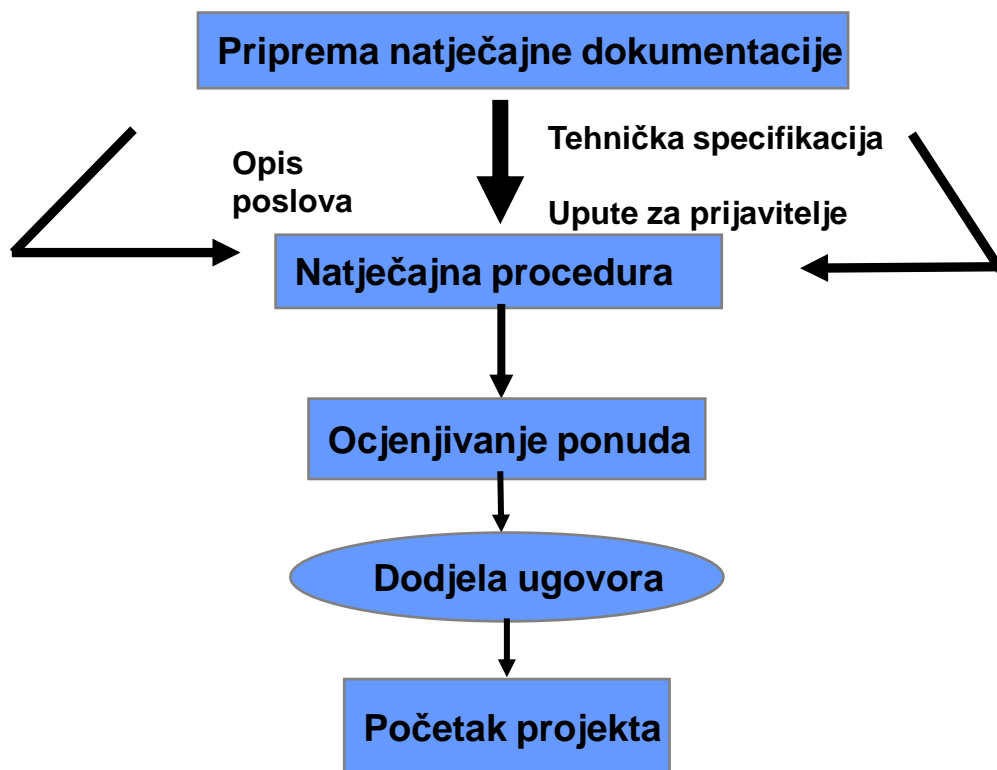 Priprema natječajne dokumentacije
Tehnička specifikacija
Opis
poslova
Upute za prijavitelje
Natječajna procedura
Ocjenjivanje ponuda
Dodjela ugovora
Početak projekta